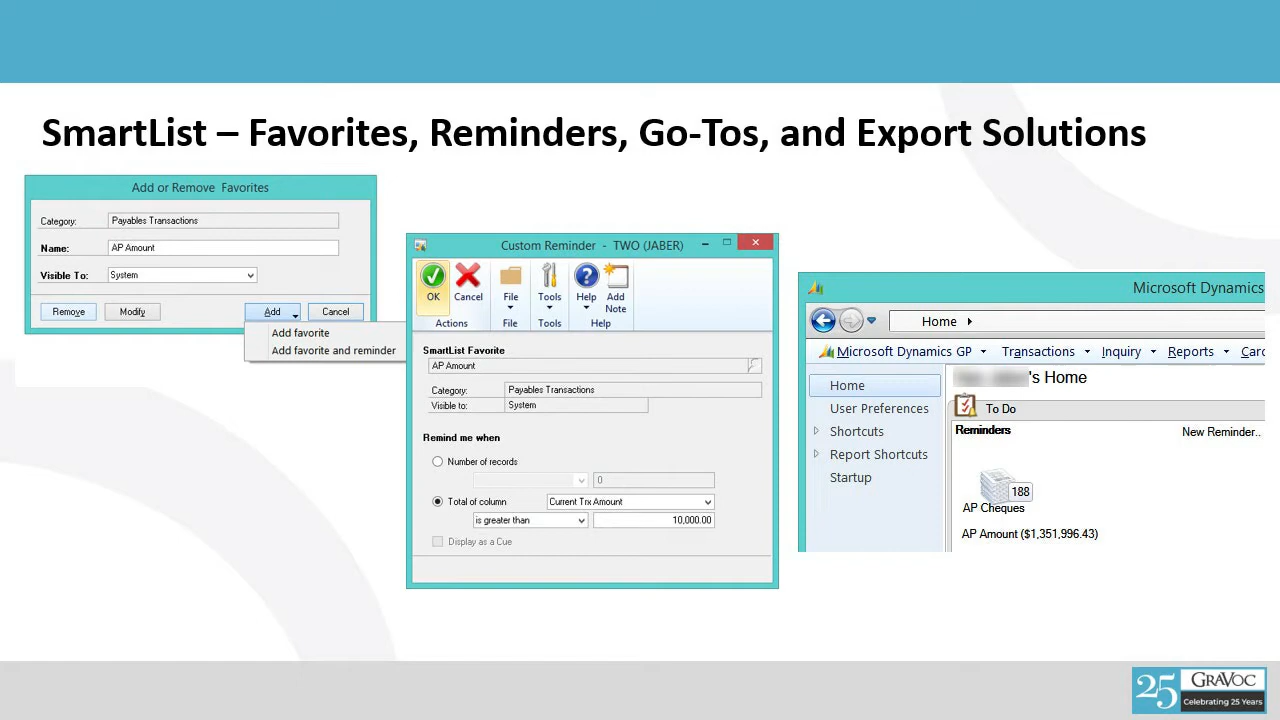 SmartList – Favorites, Reminders, Go-Tos, and Export Solutions
Add or Remove Favorites
Category: Payables Transactions
Name: AP Amount
Visible To: System
Remove Modify Add Cancel
Add favorite
Add favorite and reminder
Custom Reminder - TWO (JABER)
OK Cancel File Tools Help Add Note
Actions File Tools Help
SmartList Favorite
AP Amount
Category: Payables Transactions
Visible to: System
Remind me when
Number of records
0
Total of column Current Trx Amount
is greater than 10,000.00
Display as a Cue
Microsoft Dynamics
Home
Microsoft Dynamics GP Transactions Inquiry Reports Card
Home
User Preferences
Shortcuts
Report Shortcuts
Startup
's Home
To Do
Reminders New Reminder..
188
AP Cheques
AP Amount ($1,351,996.43)
25 GRAVOC
Celebrating 25 Years